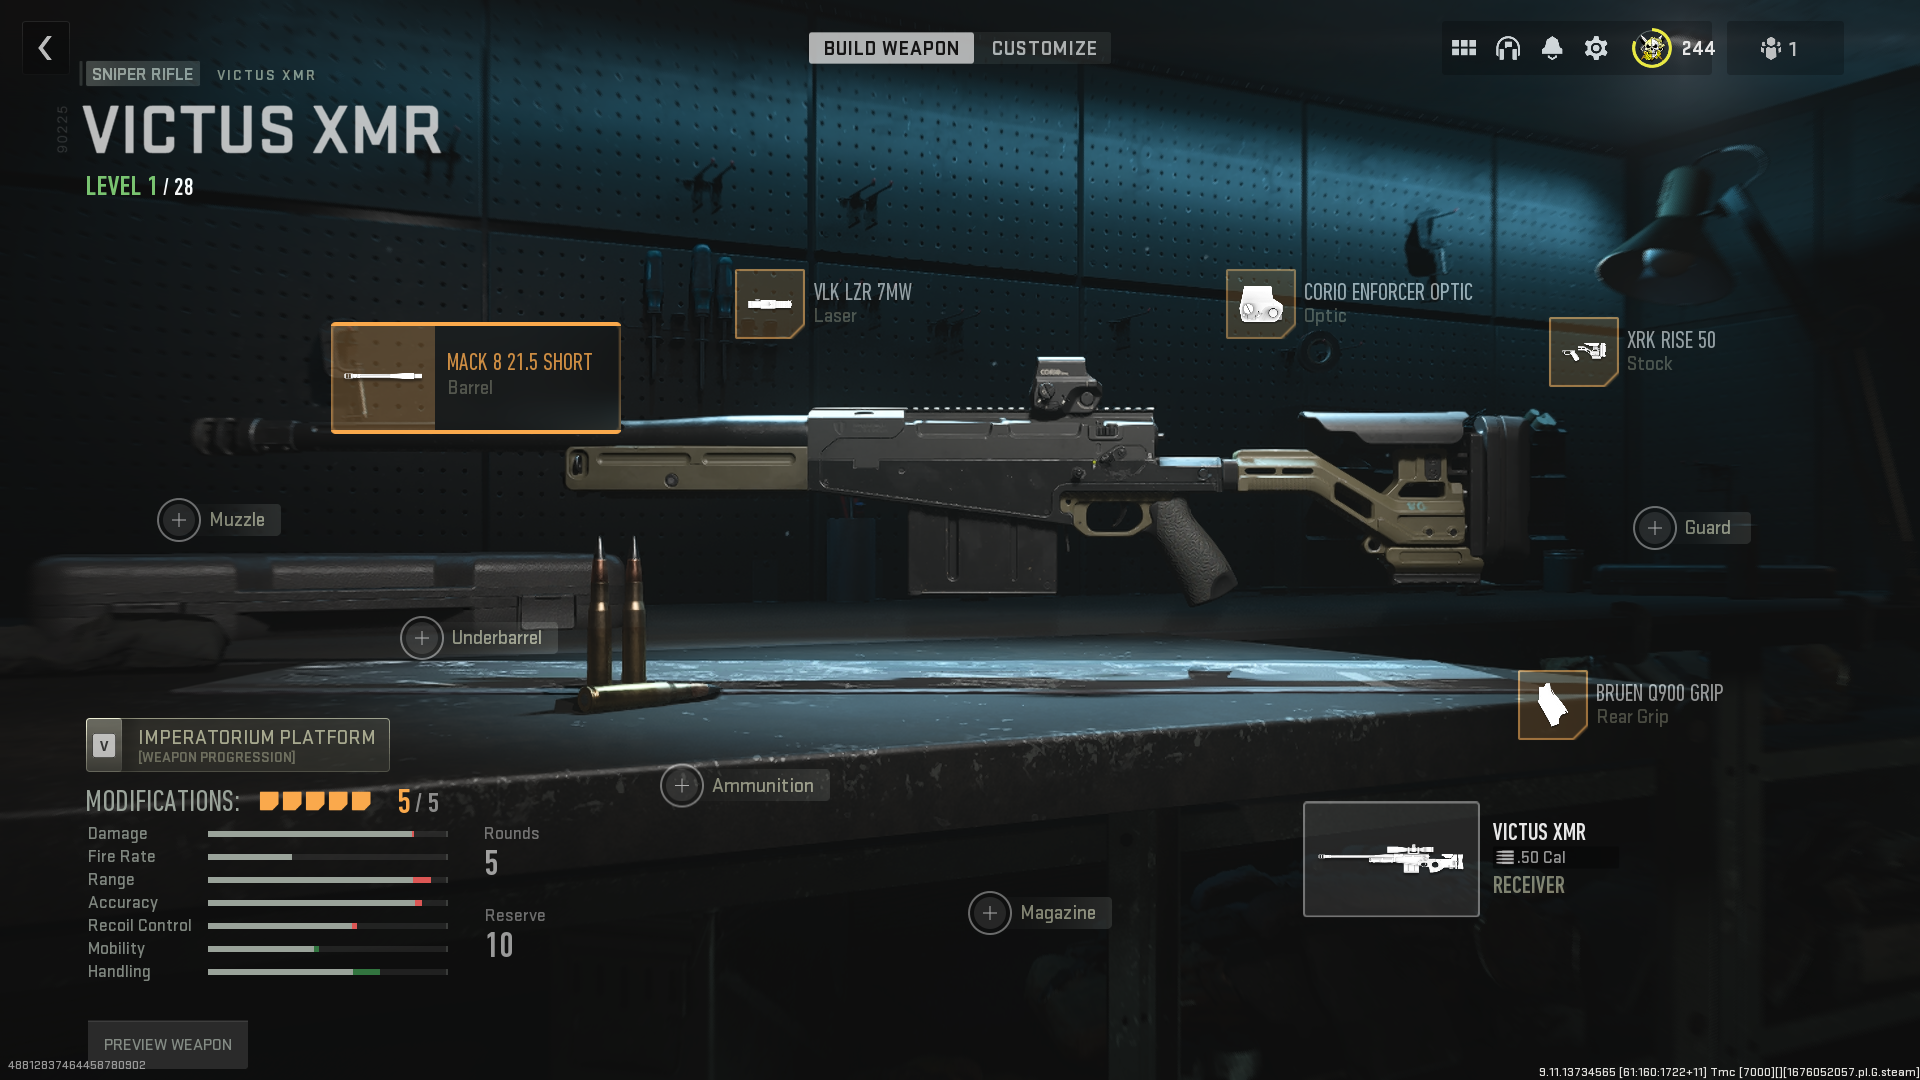 BUILD WEAPON
CUSTOMIZE
244
1
SNIPER RIFLE
VICTUS XMR
90225
VICTUS XMR
LEVEL 1 / 28
VLK LZR 7MW
Laser
CORIO ENFORCER OPTIC
Optic
XRK RISE 50
Stock
MACK 8 21.5 SHORT
Barrel
Muzzle
Guard
Underbarrel
BRUEN Q900 GRIP
Rear Grip
V
IMPERATORIUM PLATFORM
[WEAPON PROGRESSION]
Ammunition
MODIFICATIONS: 5 / 5
Damage
Fire Rate
Range
Accuracy
Recoil Control
Mobility
Handling
Rounds
5
Reserve
10
Magazine
VICTUS XMR
.50 Cal
RECEIVER
PREVIEW WEAPON
48812837464458780902
9.11.13734565 [61:160:1722+11] Tmc [7000][][1676052057.pl.G.steam]